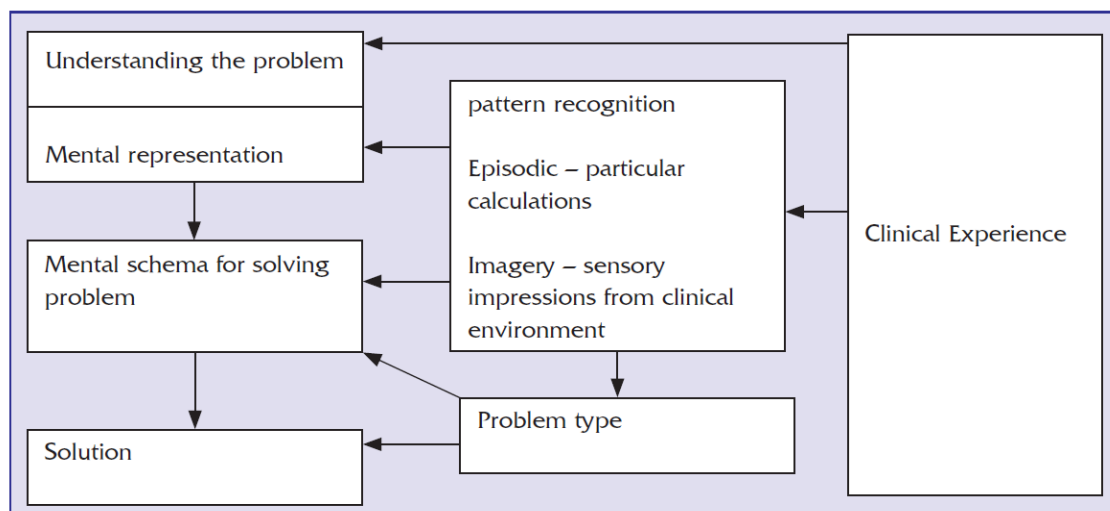 Understanding the problem
Mental representation
Mental schema for solving
problem
Solution
pattern recognition
Episodic – particular
calculations
Imagery – sensory
impressions from clinical
environment
Problem type
Clinical Experience